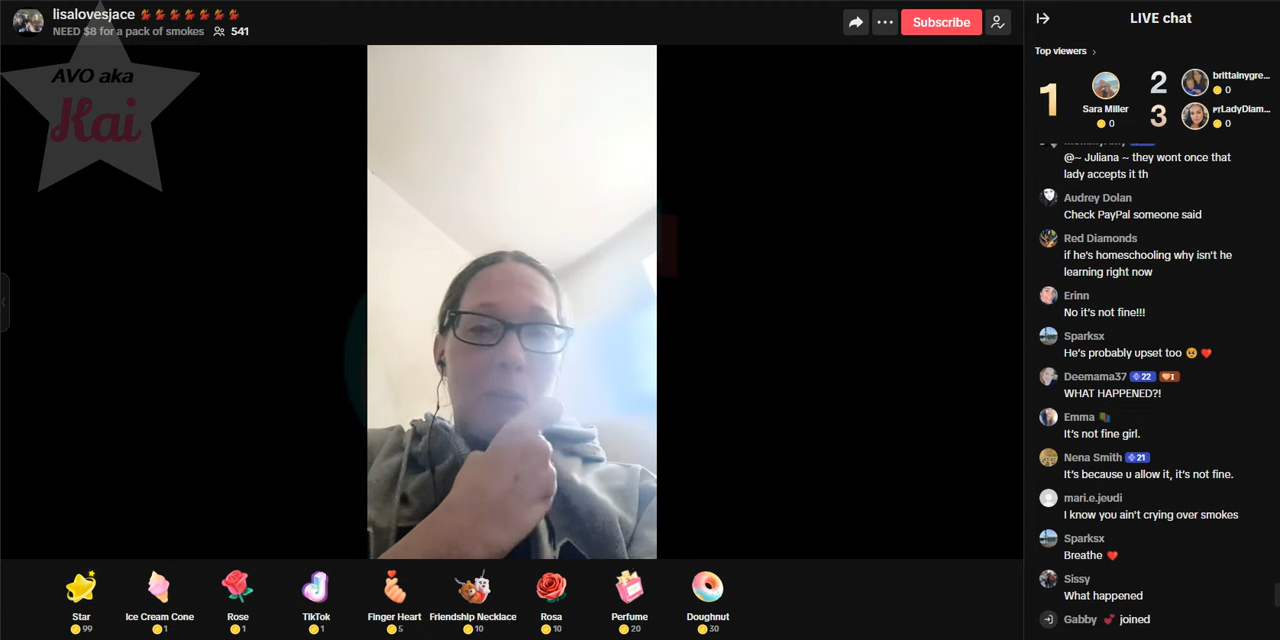 lisalovesjace 💃💃💃💃💃💃💃
NEED $8 for a pack of smokes 541
Subscribe
AVO aka
Kai
LIVE chat
Top viewers >
1
Sara Miller
0
2
brittainygre...
0
3
PTLadyDiam...
0
@~ Juliana ~ they wont once that
lady accepts it th
Audrey Dolan
Check PayPal someone said
Red Diamonds
if he's homeschooling why isn't he
learning right now
Erinn
No it's not fine!!!
Sparksx
He's probably upset too 😢 ❤️
Deemama37 22 I
WHAT HAPPENED?!
Emma
It's not fine girl.
Nena Smith 21
It's because u allow it, it's not fine.
mari.e.jeudi
I know you ain't crying over smokes
Sparksx
Breathe ❤️
Sissy
What happened
Gabby 💕 joined
Star
99
Ice Cream Cone
1
Rose
1
TikTok
1
Finger Heart
5
Friendship Necklace
10
Rosa
10
Perfume
20
Doughnut
30